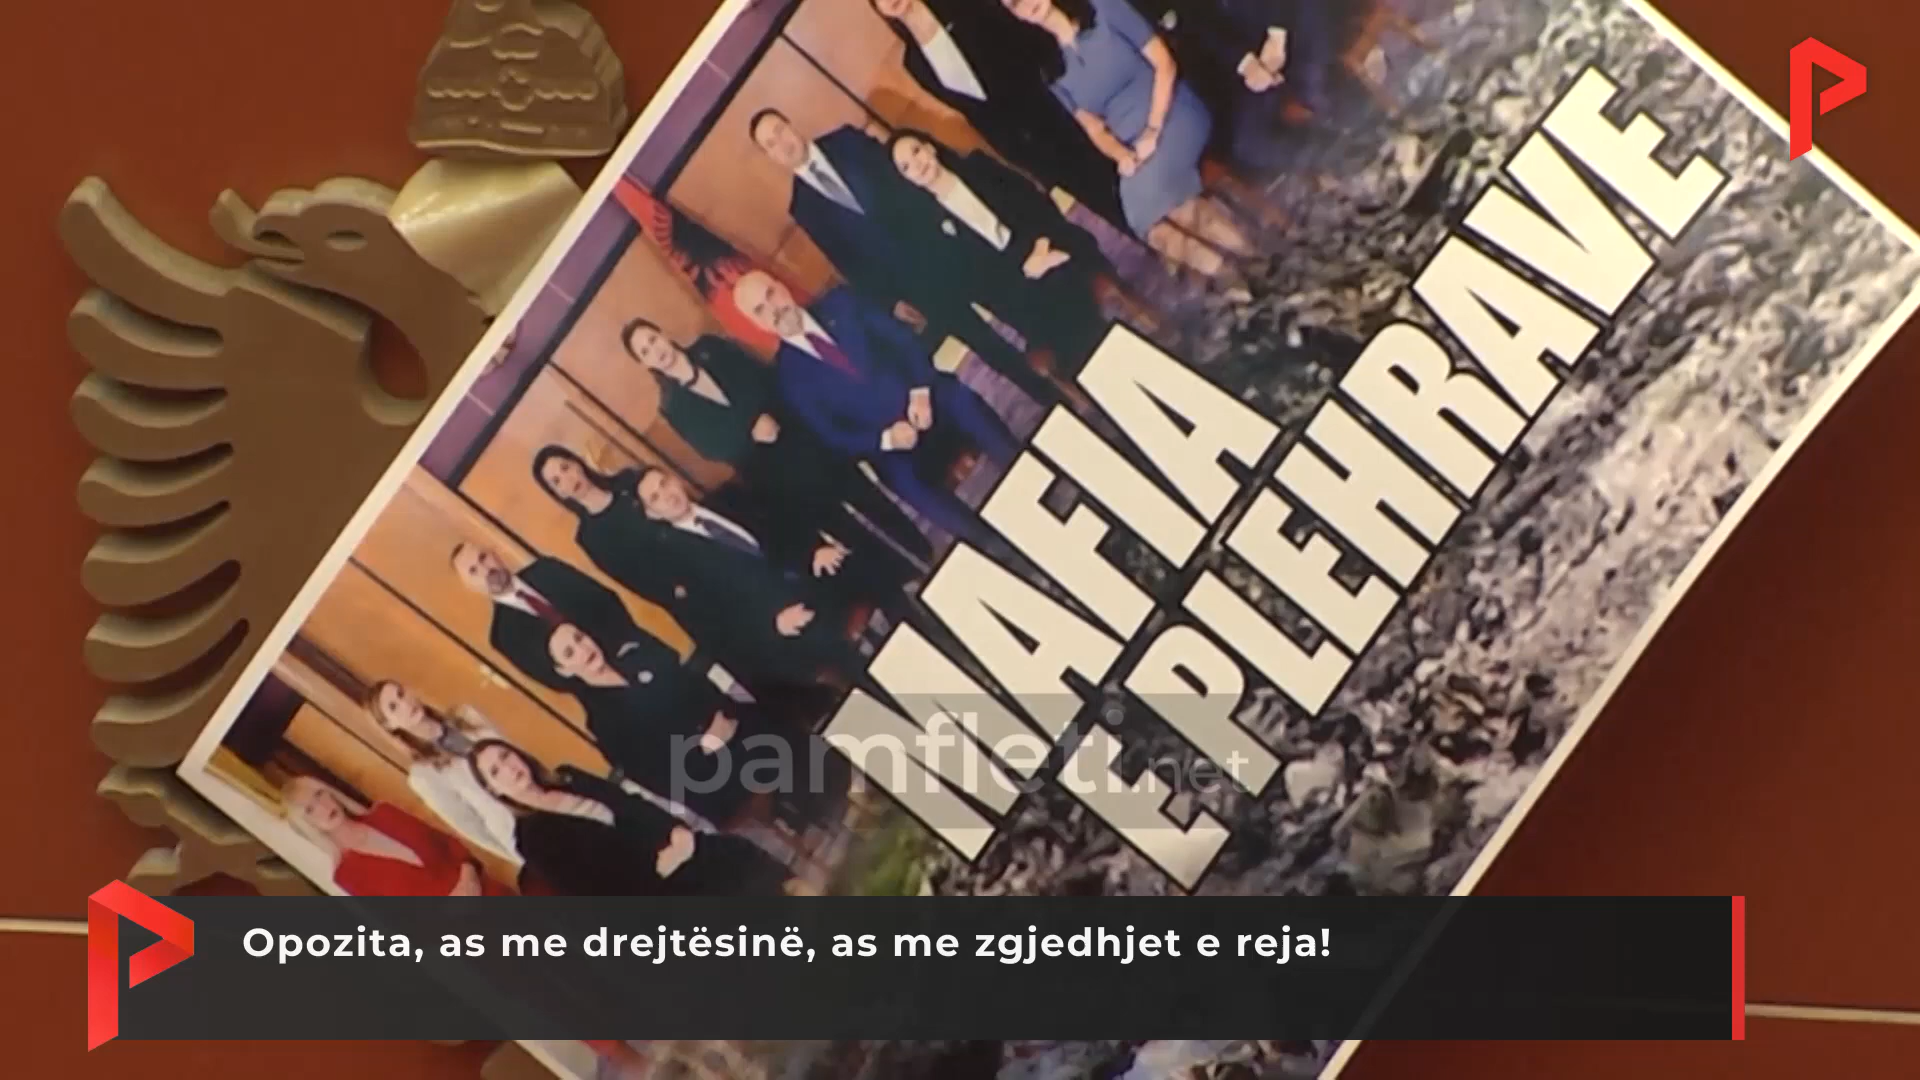 MAFIA
E PLEHRAVE
pamfleti.net
Opozita, as me drejtësinë, as me zgjedhjet e reja!